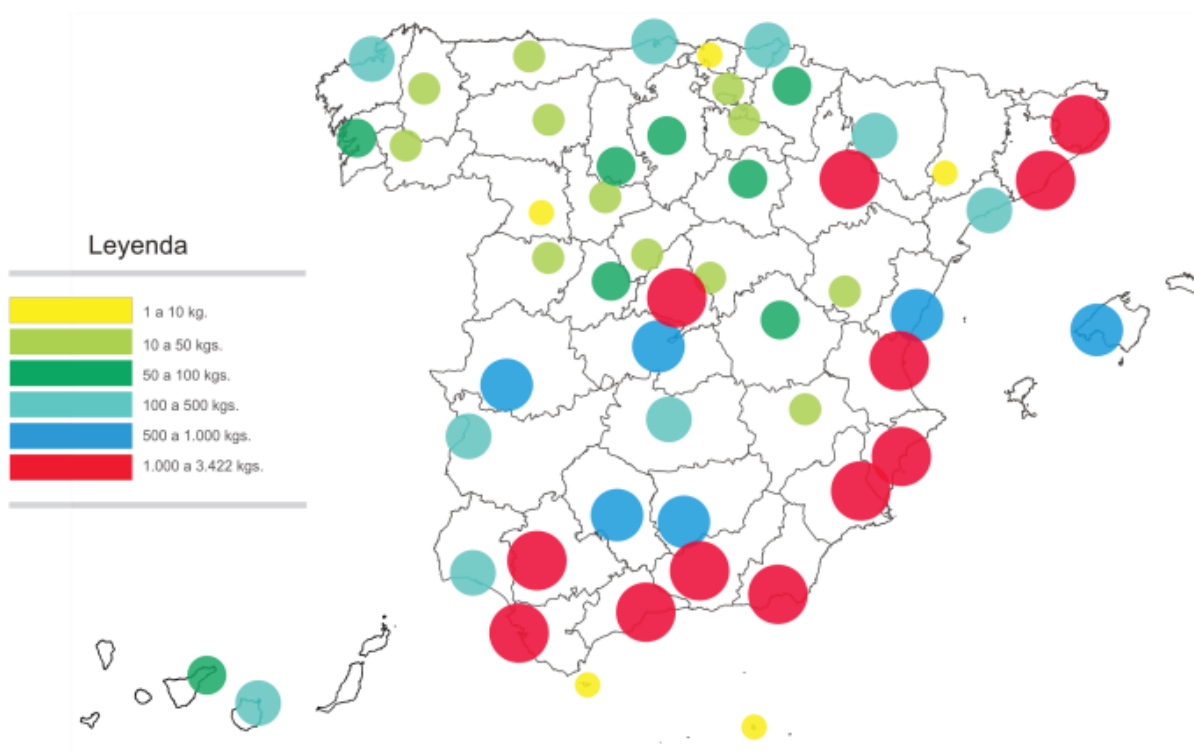 Leyenda
1 a 10 kg.
10 a 50 kgs.
50 a 100 kgs.
100 a 500 kgs.
500 a 1.000 kgs.
1.000 a 3.422 kgs.